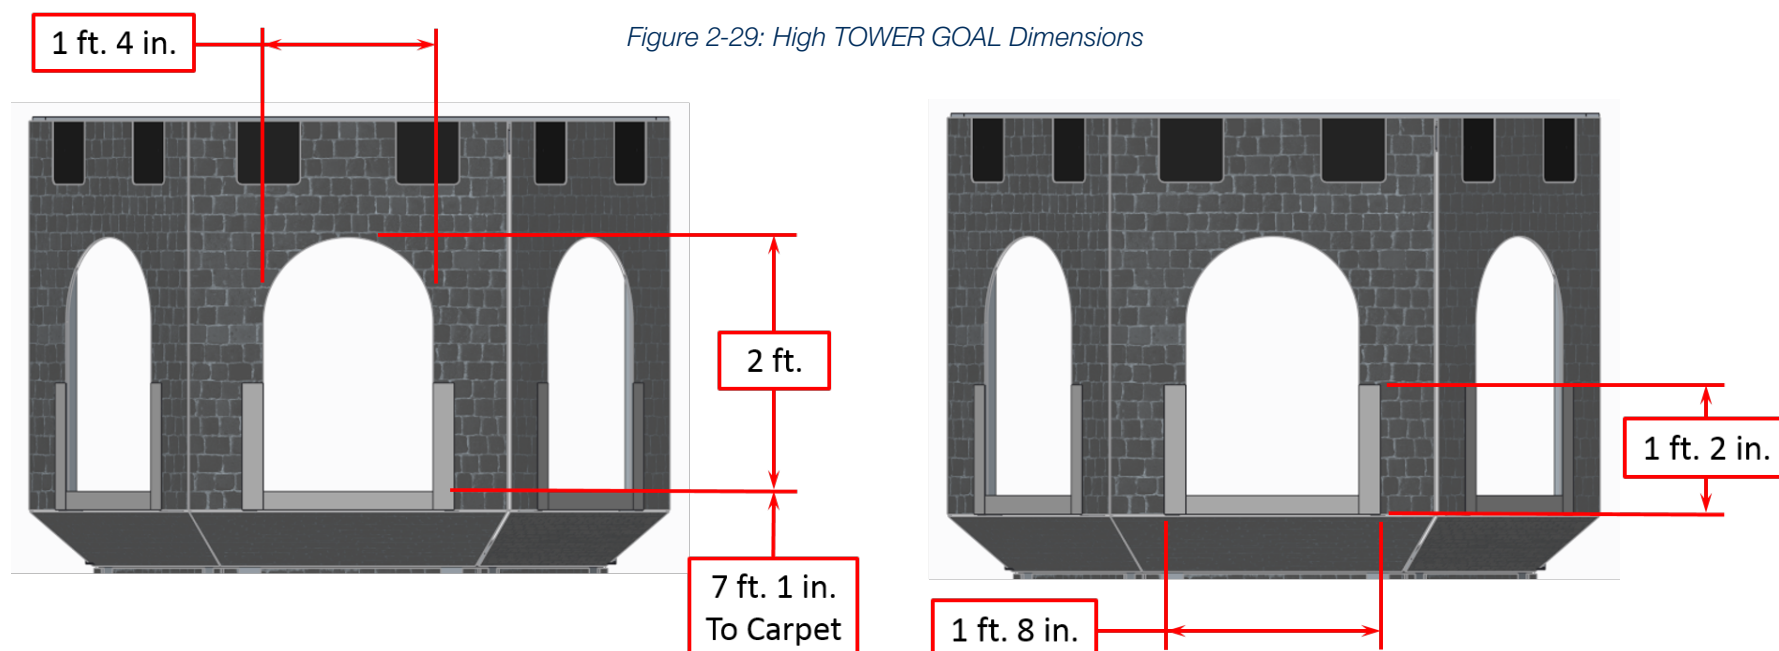 Figure 2-29: High TOWER GOAL Dimensions
1 ft. 4 in.
2 ft.
7 ft. 1 in.
To Carpet
1 ft. 2 in.
1 ft. 8 in.